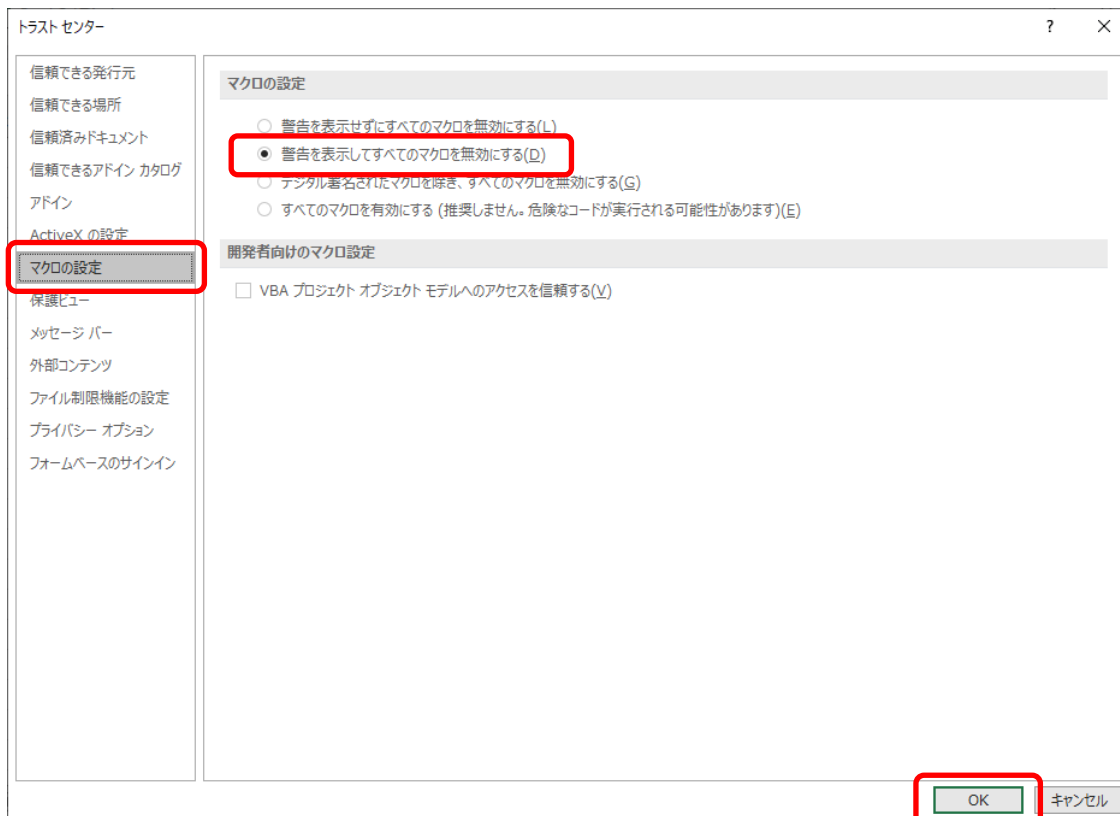 トラスト センター
? ×
信頼できる発行元
信頼できる場所
信頼済みドキュメント
信頼できるアドイン カタログ
アドイン
ActiveX の設定
マクロの設定
保護ビュー
メッセージ バー
外部コンテンツ
ファイル制限機能の設定
プライバシー オプション
フォームベースのサインイン
マクロの設定
警告を表示せずにすべてのマクロを無効にする(L)
警告を表示してすべてのマクロを無効にする(D)
デジタル署名されたマクロを除き、すべてのマクロを無効にする(G)
すべてのマクロを有効にする (推奨しません。危険なコードが実行される可能性があります)(E)
開発者向けのマクロ設定
VBA プロジェクト オブジェクト モデルへのアクセスを信頼する(V)
OK
キャンセル